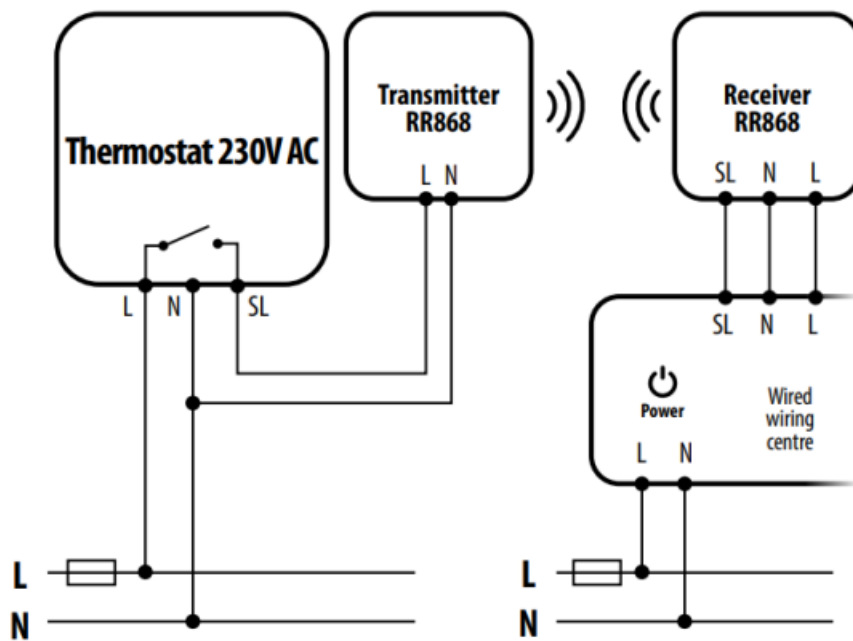 Thermostat 230V AC
L N SL
Transmitter
RR868
L N
Receiver
RR868
SL N L
SL N L
Power
Wired
wiring
centre
L N
L
N
L
N